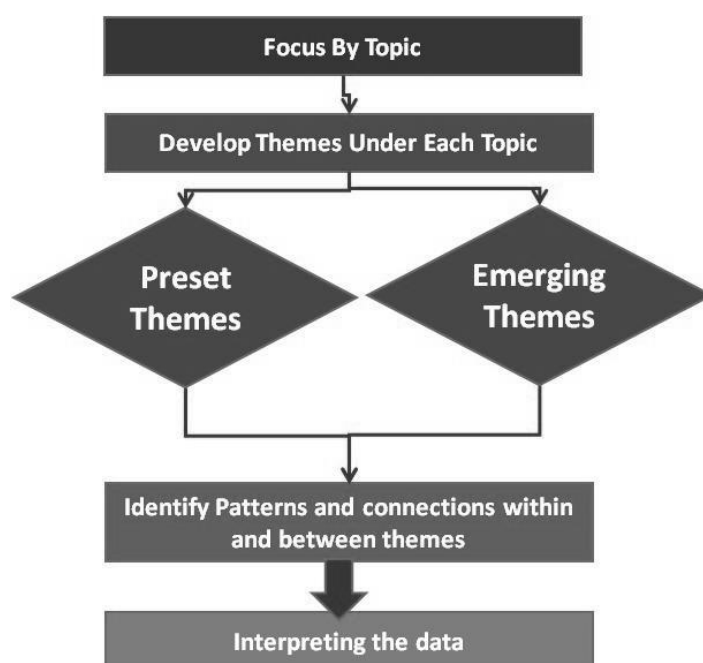 Focus By Topic
Develop Themes Under Each Topic
Preset
Themes
Emerging
Themes
Identify Patterns and connections within
and between themes
Interpreting the data